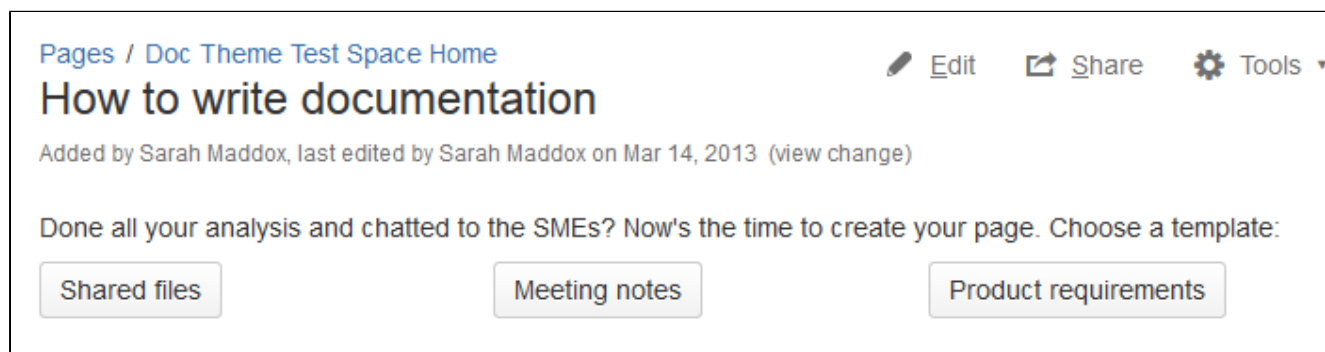 Pages / Doc Theme Test Space Home
Edit Share Tools
How to write documentation
Added by Sarah Maddox, last edited by Sarah Maddox on Mar 14, 2013 (view change)
Done all your analysis and chatted to the SMEs? Now's the time to create your page. Choose a template:
Shared files Meeting notes Product requirements